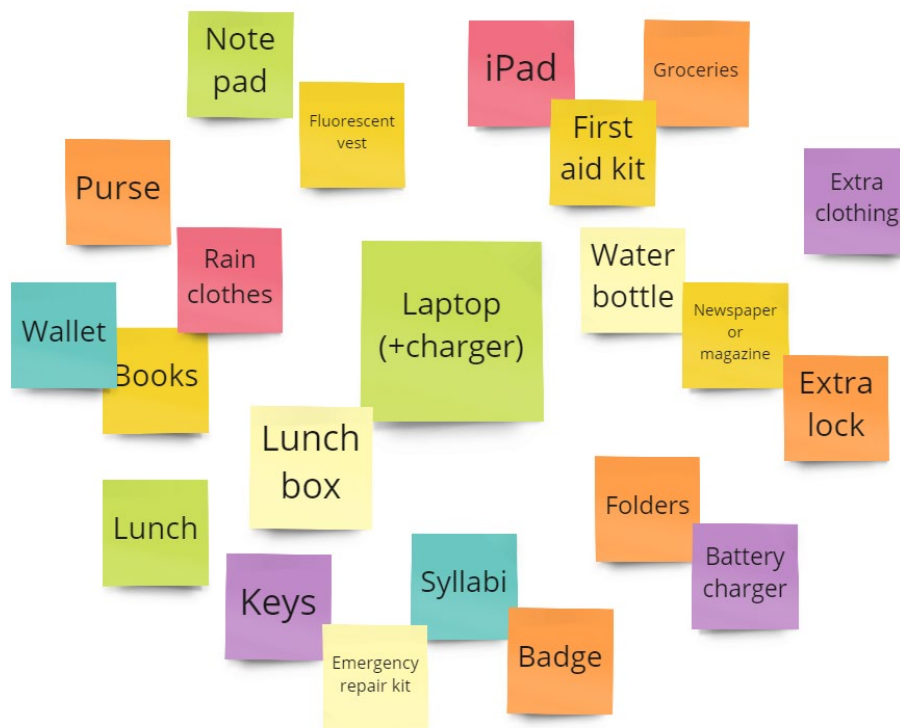 Note
pad
iPad
Groceries
Fluorescent
vest
First
aid kit
Purse
Extra
clothing
Rain
clothes
Water
bottle
Wallet
Laptop
(+charger)
Newspaper
or
magazine
Books
Extra
lock
Lunch
box
Lunch
Folders
Keys
Syllabi
Battery
charger
Emergency
repair kit
Badge